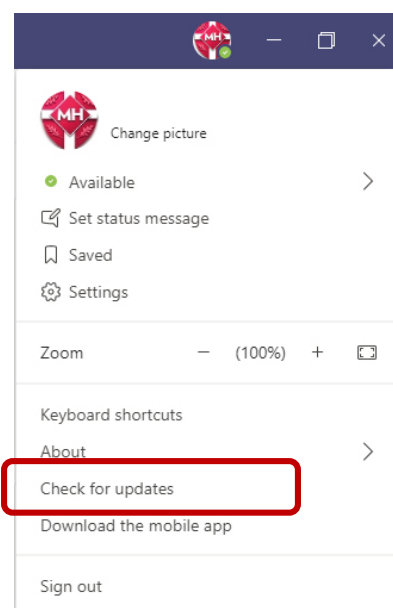 MH
MH
Change picture
Available
Set status message
Saved
Settings
Zoom — (100%) +
Keyboard shortcuts
About
Check for updates
Download the mobile app
Sign out